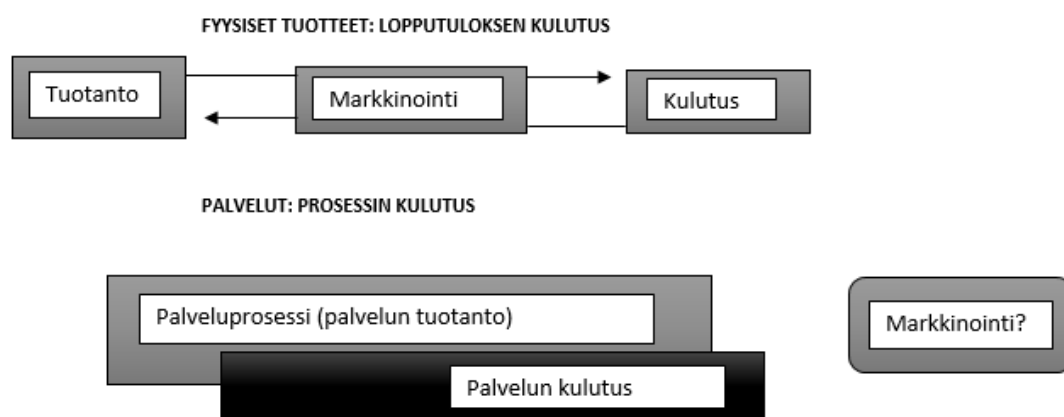 FYYSISET TUOTTEET: LOPPUTULOKSEN KULUTUS
Tuotanto
Markkinointi
Kulutus
PALVELUT: PROSESSIN KULUTUS
Palveluprosessi (palvelun tuotanto)
Markkinointi?
Palvelun kulutus